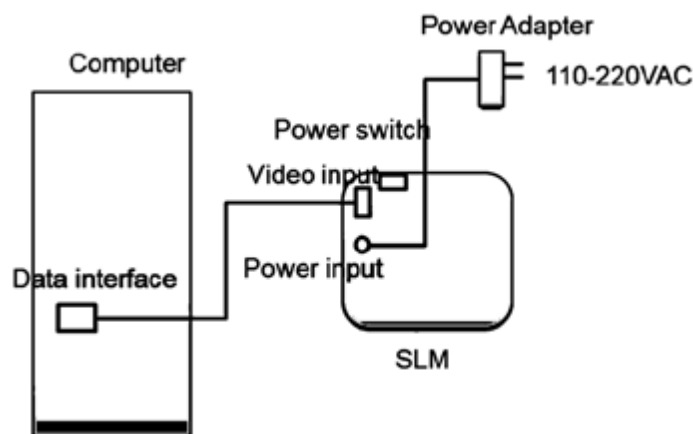 Power Adapter
Computer
110-220VAC
Power switch
Video input
Power input
Data interface
SLM